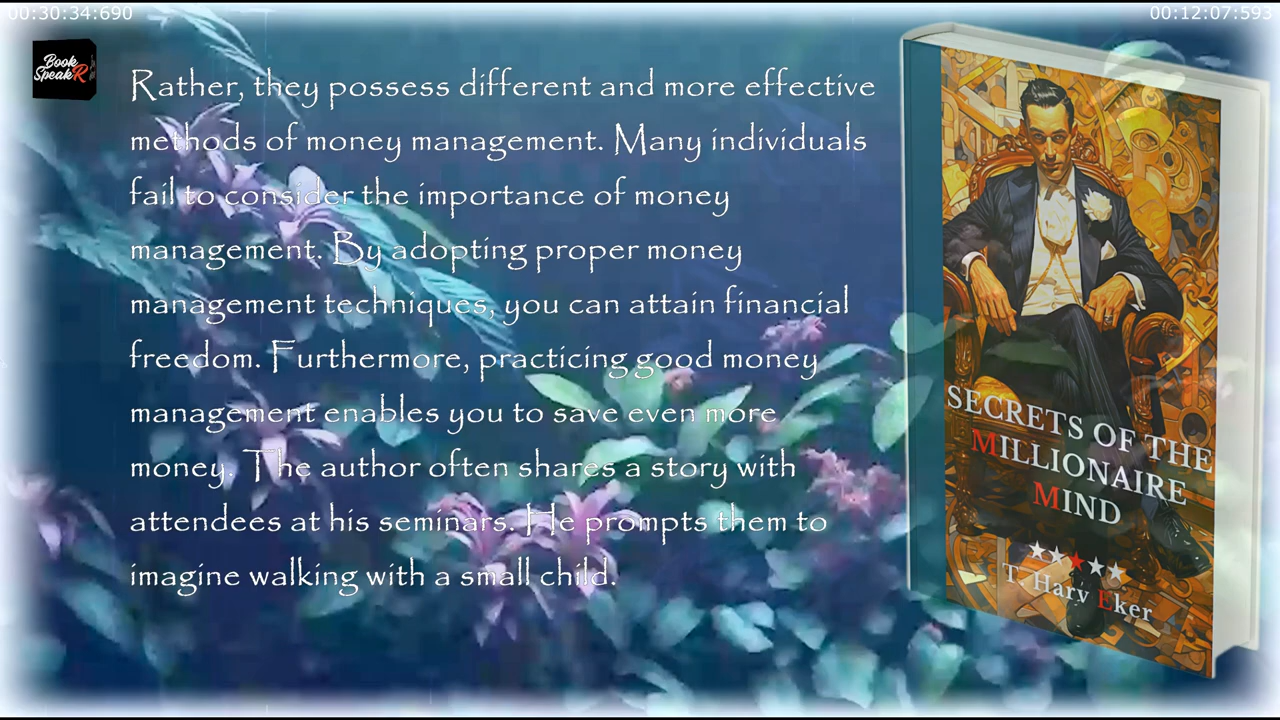 00:30:34:690
00:12:07:593
Book
SpeakR
Rather, they possess different and more effective
methods of money management. Many individuals
fail to consider the importance of money
management. By adopting proper money
management techniques, you can attain financial
freedom. Furthermore, practicing good money
management enables you to save even more
money. The author often shares a story with
attendees at his seminars. He prompts them to
imagine walking with a small child.
SECRETS OF THE
MILLIONAIRE
MIND
T. Harv Eker